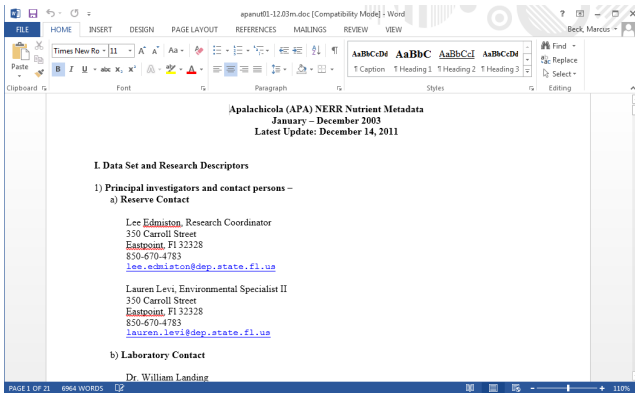 apanut01-12.03m.doc [Compatibility Mode] - Word
FILE HOME INSERT DESIGN PAGE LAYOUT REFERENCES MAILINGS REVIEW VIEW Beck, Marcus
Times New Ro 11 A A Aa
Paste B I U abc X₂ X² A A
AaBbCcDd AaBbC AaBbCcI AaBbCcDd
¶ Caption ¶ Heading 1 ¶ Heading 2 ¶ Heading 3
Find
Replace
Select
Clipboard Font Paragraph Styles Editing
Apalachicola (APA) NERR Nutrient Metadata
January – December 2003
Latest Update: December 14, 2011
I. Data Set and Research Descriptors
1) Principal investigators and contact persons –
a) Reserve Contact
Lee Edmiston, Research Coordinator
350 Carroll Street
Eastpoint, Fl 32328
850-670-4783
lee.edmiston@dep.state.fl.us
Lauren Levi, Environmental Specialist II
350 Carroll Street
Eastpoint, Fl 32328
850-670-4783
lauren.levi@dep.state.fl.us
b) Laboratory Contact
Dr. William Landing
PAGE 1 OF 21 6964 WORDS 110%